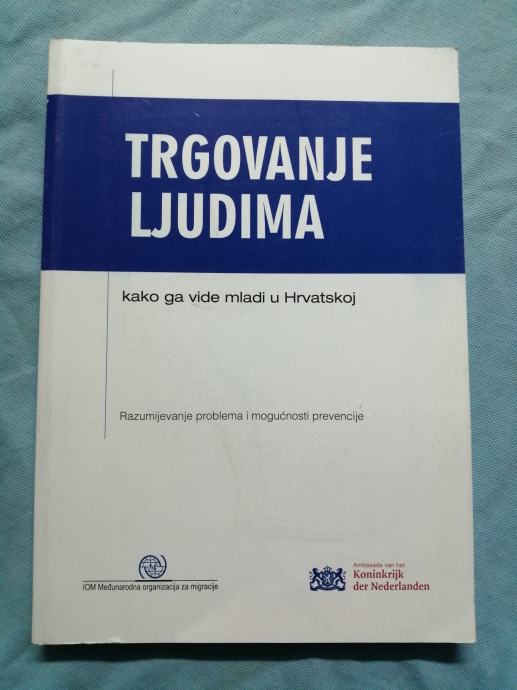 TRGOVANJE
LJUDIMA
kako ga vide mladi u Hrvatskoj
Razumijevanje problema i mogućnosti prevencije
IOM Međunarodna organizacija za migracije
Ambassade van het
Koninkrijk
der Nederlanden